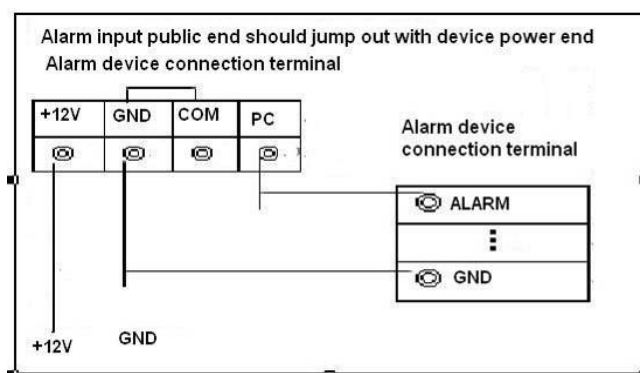 Alarm input public end should jump out with device power end
Alarm device connection terminal
+12V GND COM PC
Alarm device
connection terminal
ALARM
GND
+12V GND